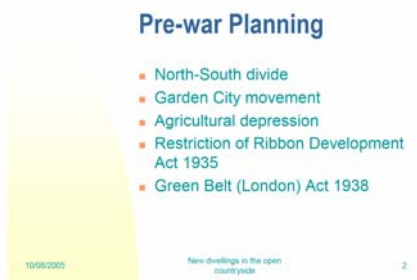 Pre-war Planning
North-South divide
Garden City movement
Agricultural depression
Restriction of Ribbon Development
Act 1935
Green Belt (London) Act 1938
10/08/2005
New dwellings in the open
countryside
2